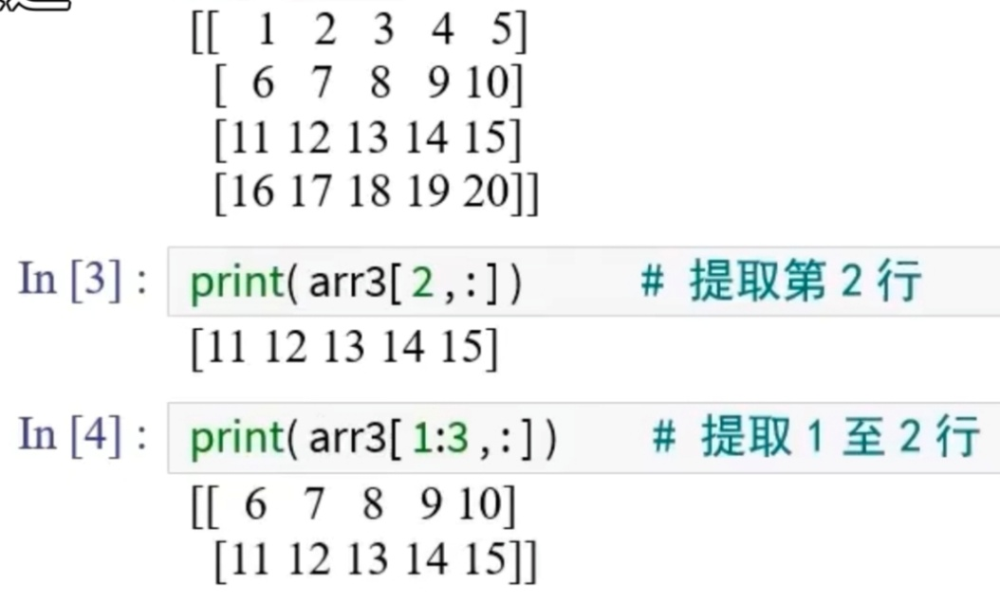 [[ 1 2 3 4 5]
[ 6 7 8 9 10]
[11 12 13 14 15]
[16 17 18 19 20]]
In [3] : print( arr3[ 2 , : ] ) # 提取第 2 行
[11 12 13 14 15]
In [4] : print( arr3[ 1:3 , : ] ) # 提取 1 至 2 行
[[ 6 7 8 9 10]
[11 12 13 14 15]]